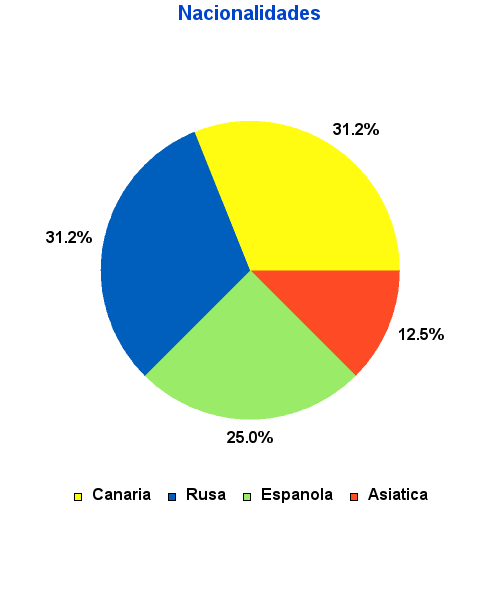 Nacionalidades
31.2%
31.2%
12.5%
25.0%
Canaria Rusa Espanola Asiatica